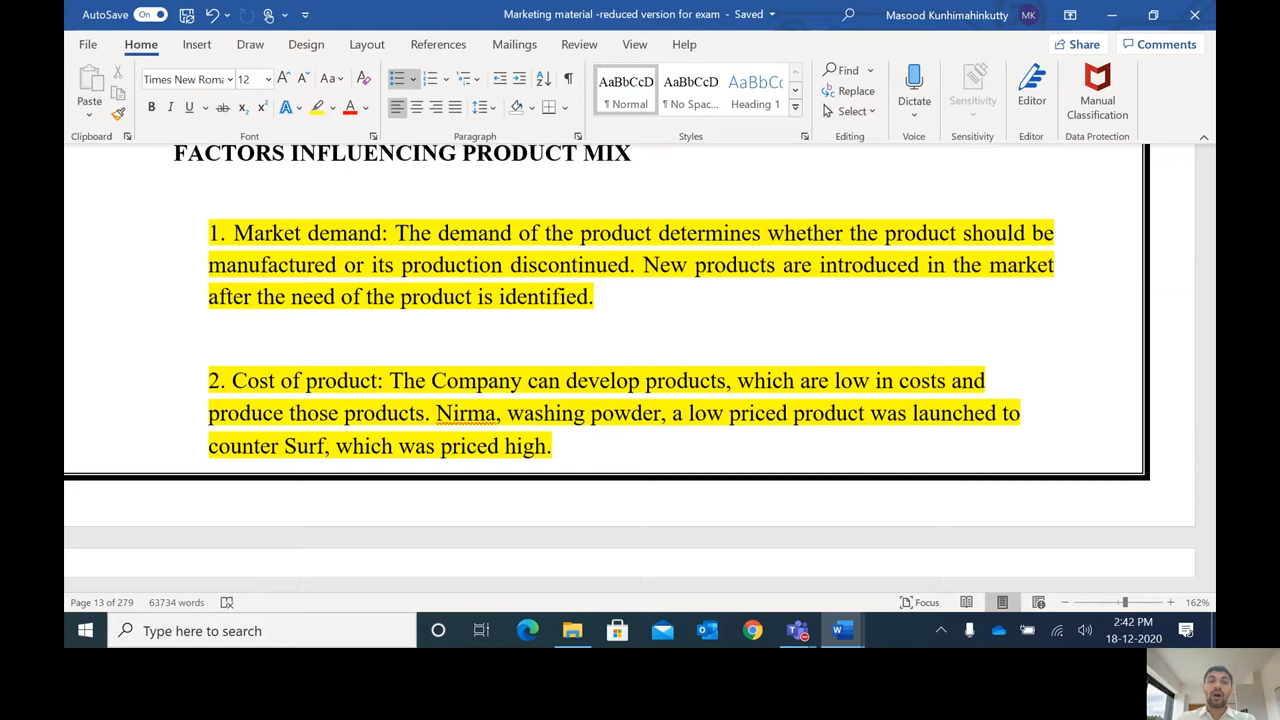 AutoSave On
Marketing material -reduced version for exam - Saved
Masood Kunhimahinkutty MK
File Home Insert Draw Design Layout References Mailings Review View Help Share Comments
Times New Roma 12
Aa
AaBbCcD AaBbCcD AaBbCc
Find
Replace
Select
Paste
B I U ab x2 x2 A A
¶ Normal ¶ No Spac... Heading 1
Dictate Sensitivity Editor Manual Classification
Clipboard Font Paragraph Styles Editing Voice Sensitivity Editor Data Protection
FACTORS INFLUENCING PRODUCT MIX
1. Market demand: The demand of the product determines whether the product should be
manufactured or its production discontinued. New products are introduced in the market
after the need of the product is identified.
2. Cost of product: The Company can develop products, which are low in costs and
produce those products. Nirma, washing powder, a low priced product was launched to
counter Surf, which was priced high.
Page 13 of 279 63734 words Focus 162%
Type here to search
2:42 PM
18-12-2020